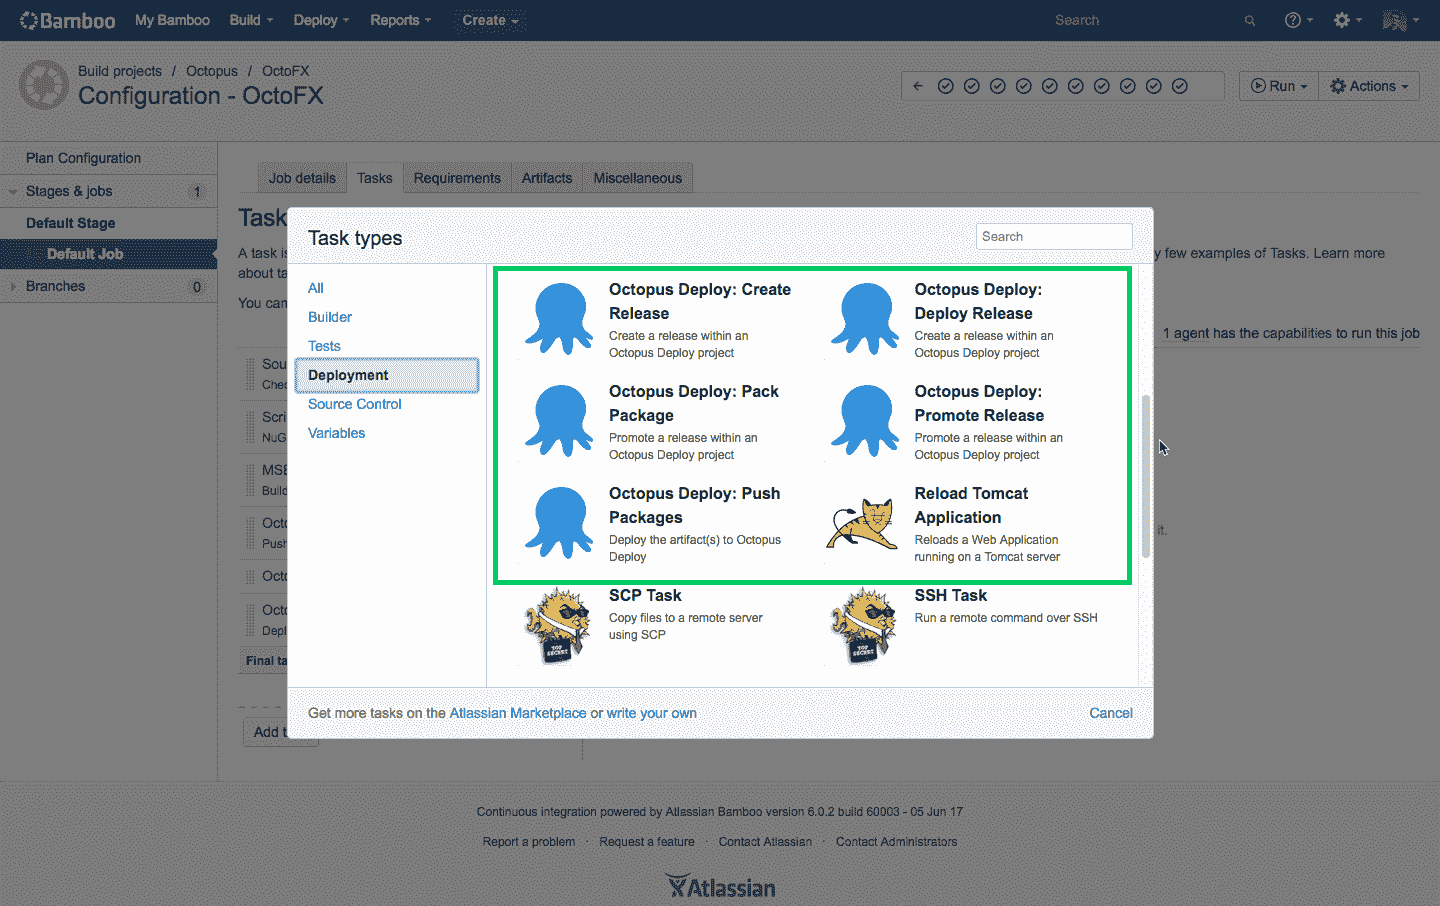 Bamboo My Bamboo Build Deploy Reports Create Search
Build projects / Octopus / OctoFX
Configuration - OctoFX
Run Actions
Plan Configuration
Stages & jobs 1
Default Stage
Default Job
Branches 0
Job details Tasks Requirements Artifacts Miscellaneous
Task
A task is
y few examples of Tasks. Learn more
about ta
You can
1 agent has the capabilities to run this job
Sou
Chec
Scri
NuG
MSB
Build
Octo
Push
Octo
Octo
Depl
Final ta
Add t
it.
Task types
Search
All
Builder
Tests
Deployment
Source Control
Variables
Octopus Deploy: Create
Release
Create a release within an
Octopus Deploy project
Octopus Deploy:
Deploy Release
Create a release within an
Octopus Deploy project
Octopus Deploy: Pack
Package
Promote a release within an
Octopus Deploy project
Octopus Deploy:
Promote Release
Promote a release within an
Octopus Deploy project
Octopus Deploy: Push
Packages
Deploy the artifact(s) to Octopus
Deploy
Reload Tomcat
Application
Reloads a Web Application
running on a Tomcat server
TOP
SECRET
SCP Task
Copy files to a remote server
using SCP
TOP
SECRET
SSH Task
Run a remote command over SSH
Get more tasks on the Atlassian Marketplace or write your own
Cancel
Continuous integration powered by Atlassian Bamboo version 6.0.2 build 60003 - 05 Jun 17
Report a problem · Request a feature · Contact Atlassian · Contact Administrators
Atlassian